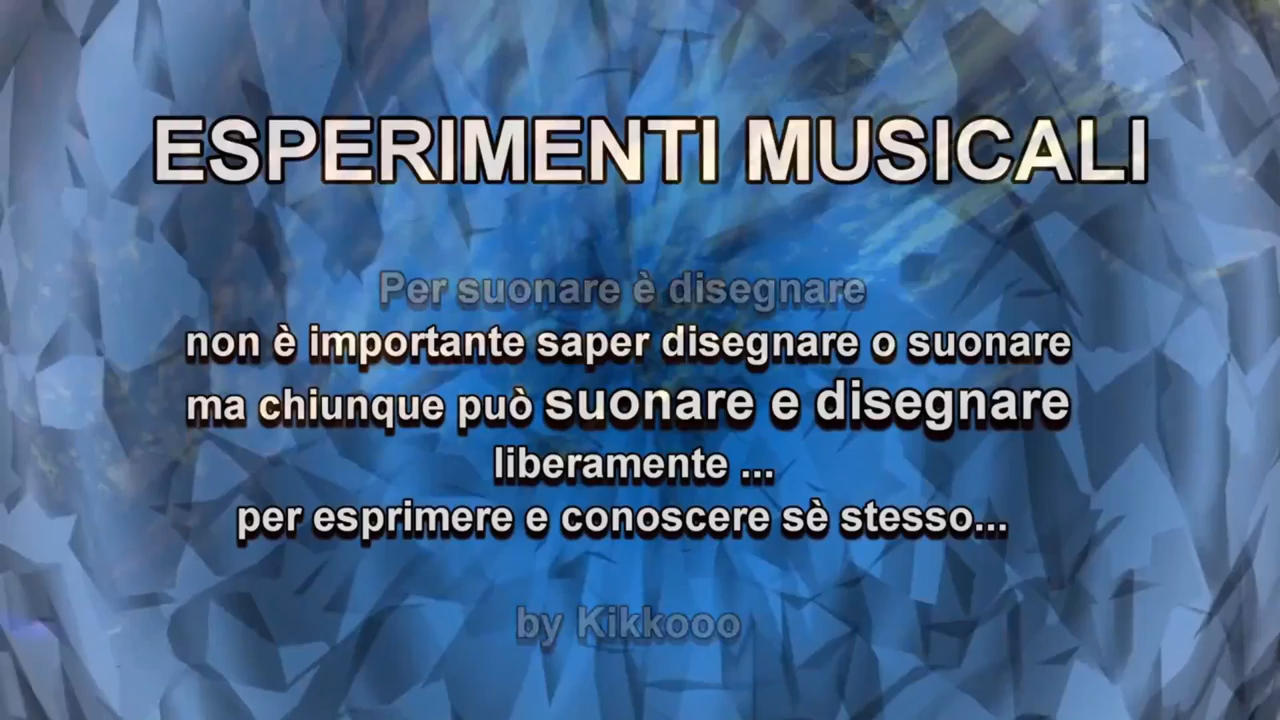 ESPERIMENTI MUSICALI
Per suonare è disegnare
non è importante saper disegnare o suonare
ma chiunque può suonare e disegnare
liberamente ...
per esprimere e conoscere sè stesso...
by Kikkooo